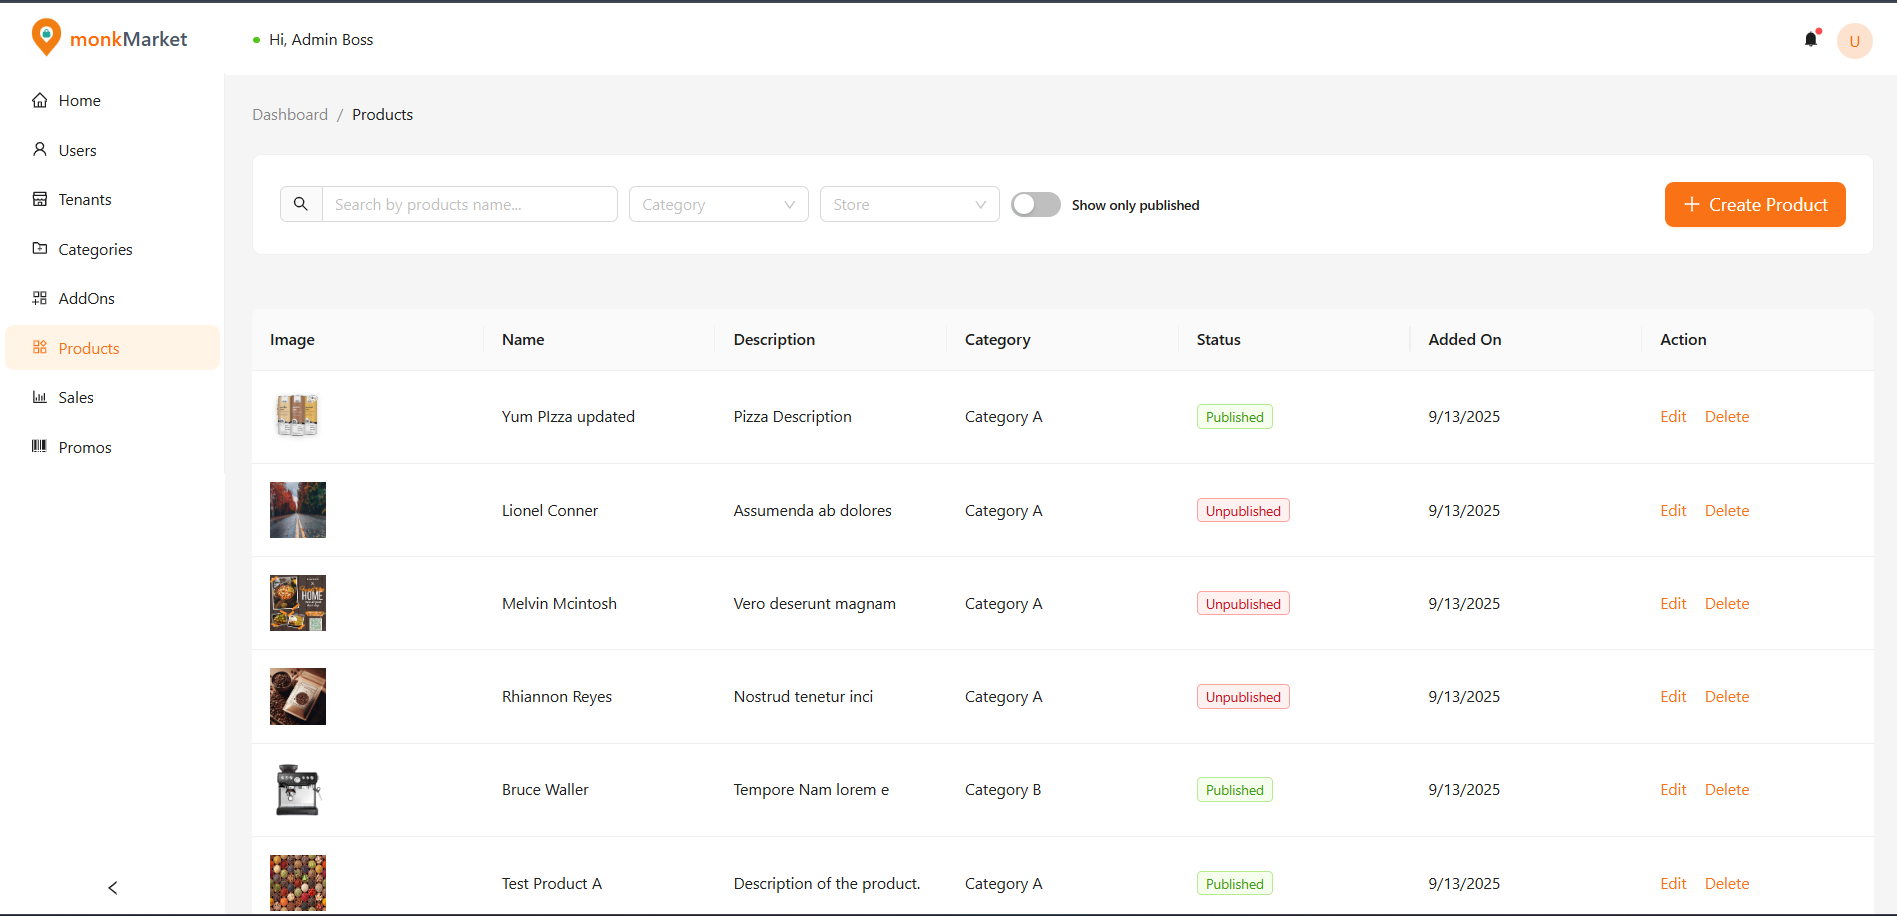 monkMarket
Hi, Admin Boss
U
Home
Users
Tenants
Categories
AddOns
Products
Sales
Promos
Dashboard / Products
Search by products name...
Category
Store
Show only published
+ Create Product
Image Name Description Category Status Added On Action
Yum PIzza updated Pizza Description Category A Published 9/13/2025 Edit Delete
Lionel Conner Assumenda ab dolores Category A Unpublished 9/13/2025 Edit Delete
HOME
Melvin Mcintosh Vero deserunt magnam Category A Unpublished 9/13/2025 Edit Delete
Rhiannon Reyes Nostrud tenetur inci Category A Unpublished 9/13/2025 Edit Delete
Bruce Waller Tempore Nam lorem e Category B Published 9/13/2025 Edit Delete
Test Product A Description of the product. Category A Published 9/13/2025 Edit Delete